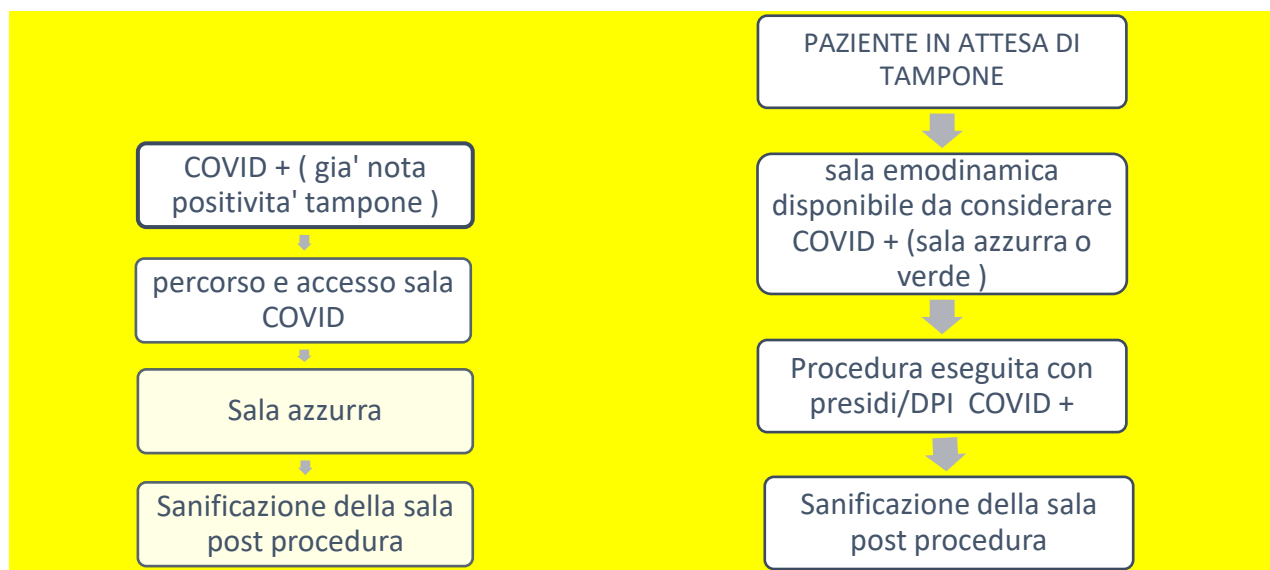 COVID + ( gia' nota
positivita' tampone )
percorso e accesso sala
COVID
Sala azzurra
Sanificazione della sala
post procedura
PAZIENTE IN ATTESA DI
TAMPONE
sala emodinamica
disponibile da considerare
COVID + (sala azzurra o
verde )
Procedura eseguita con
presidi/DPI COVID +
Sanificazione della sala
post procedura